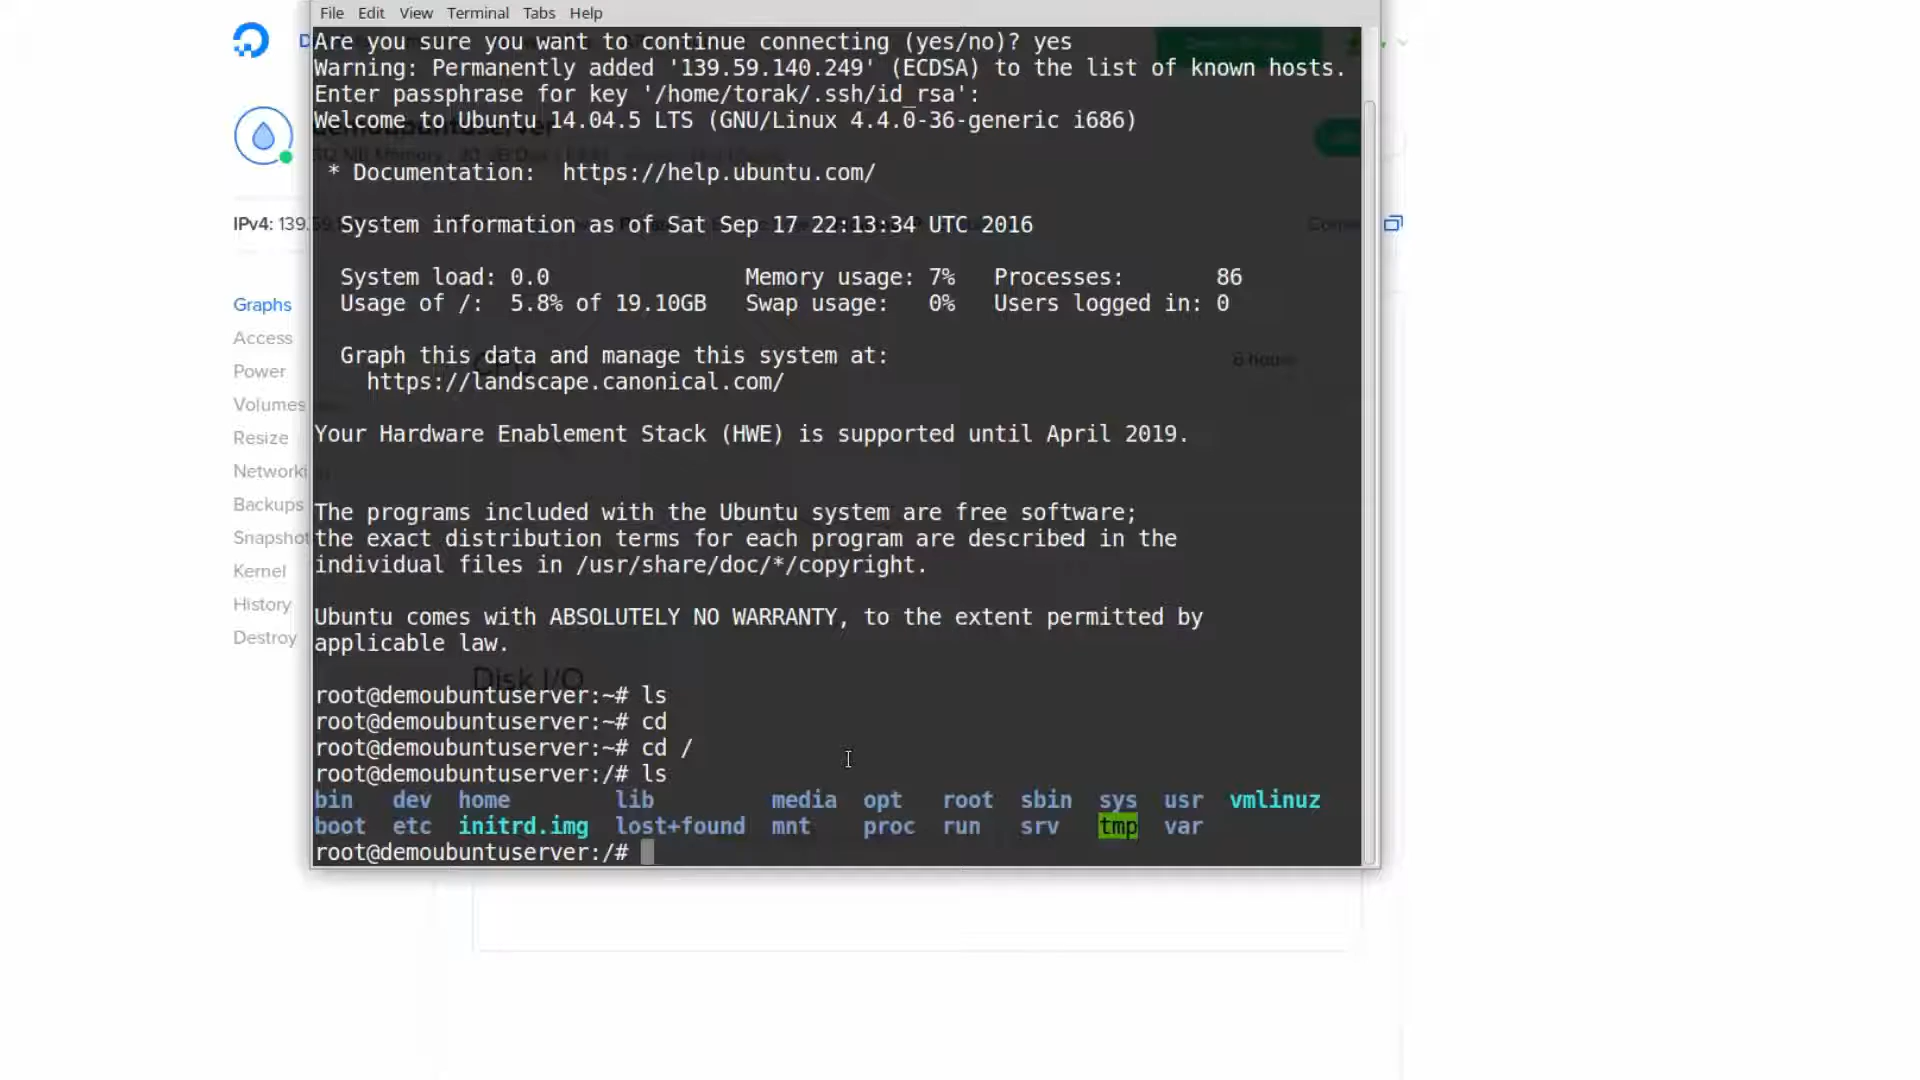 File Edit View Terminal Tabs Help
Are you sure you want to continue connecting (yes/no)? yes
Warning: Permanently added '139.59.140.249' (ECDSA) to the list of known hosts.
Enter passphrase for key '/home/torak/.ssh/id_rsa':
Welcome to Ubuntu 14.04.5 LTS (GNU/Linux 4.4.0-36-generic i686)
* Documentation: https://help.ubuntu.com/
System information as of Sat Sep 17 22:13:34 UTC 2016
System load: 0.0 Memory usage: 7% Processes: 86
Usage of /: 5.8% of 19.10GB Swap usage: 0% Users logged in: 0
Graph this data and manage this system at:
https://landscape.canonical.com/
Your Hardware Enablement Stack (HWE) is supported until April 2019.
The programs included with the Ubuntu system are free software;
the exact distribution terms for each program are described in the
individual files in /usr/share/doc/*/copyright.
Ubuntu comes with ABSOLUTELY NO WARRANTY, to the extent permitted by
applicable law.
root@demoubuntuserver:~# ls
root@demoubuntuserver:~# cd
root@demoubuntuserver:~# cd /
root@demoubuntuserver:/# ls
bin dev home lib media opt root sbin sys usr vmlinuz
boot etc initrd.img lost+found mnt proc run srv tmp var
root@demoubuntuserver:/#
demoubuntuserver
IPv4: 139.59
Graphs
Access
Power
Volumes
Resize
Networki
Backups
Snapshot
Kernel
History
Destroy
CPU
6 hours
Disk I/O